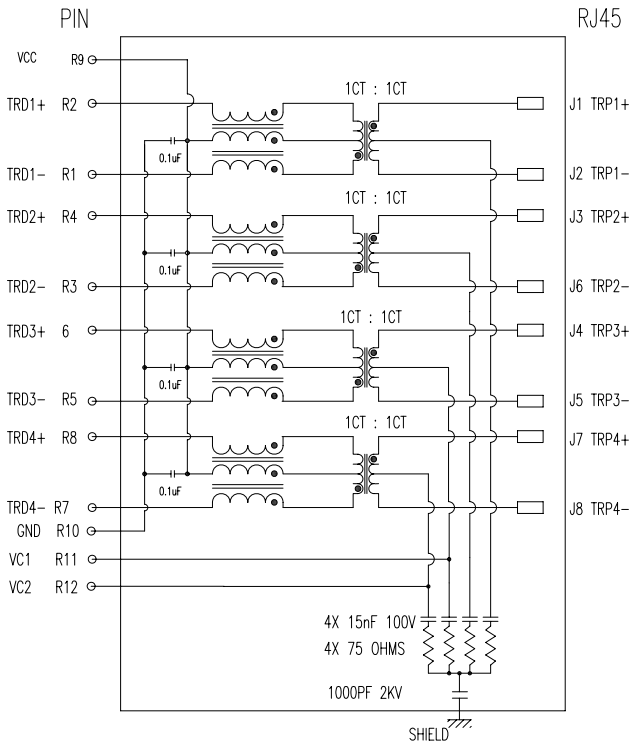 PIN RJ45
VCC R9
1CT : 1CT
TRD1+ R2 J1 TRP1+
0.1uF
TRD1− R1 J2 TRP1−
1CT : 1CT
TRD2+ R4 J3 TRP2+
0.1uF
TRD2− R3 J6 TRP2−
1CT : 1CT
TRD3+ 6 J4 TRP3+
0.1uF
TRD3− R5 J5 TRP3−
1CT : 1CT
TRD4+ R8 J7 TRP4+
0.1uF
TRD4− R7 J8 TRP4−
GND R10
VC1 R11
VC2 R12
4X 15nF 100V
4X 75 OHMS
1000PF 2KV
SHIELD